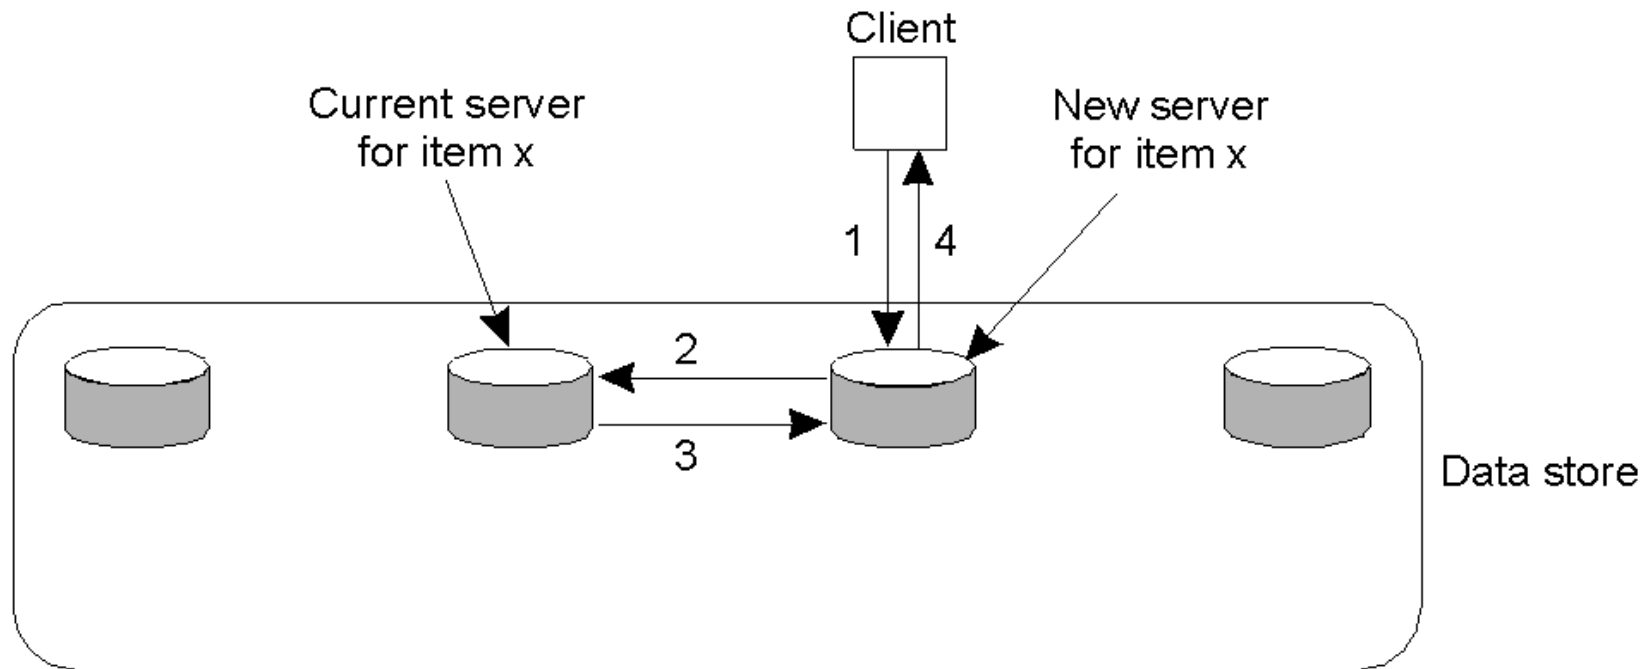 Client
Current server
for item x
New server
for item x
1
4
2
3
Data store